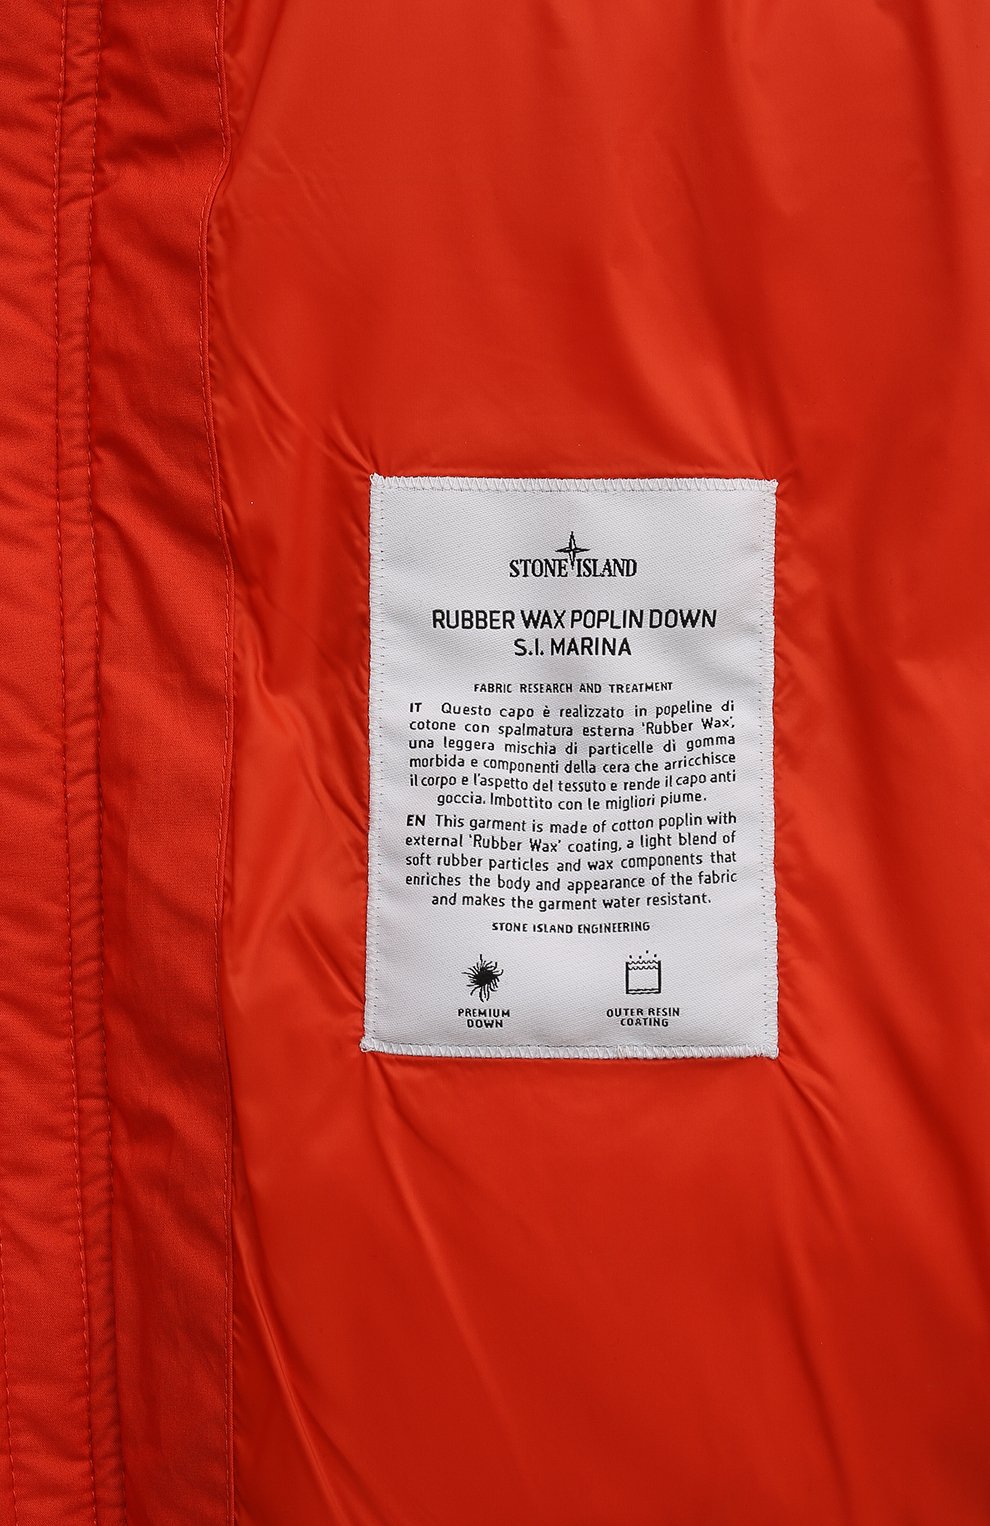 STONE ISLAND
RUBBER WAX POPLIN DOWN
S.I. MARINA
FABRIC RESEARCH AND TREATMENT
IT Questo capo è realizzato in popeline di
cotone con spalmatura esterna 'Rubber Wax',
una leggera mischia di particelle di gomma
morbida e componenti della cera che arricchisce
il corpo e l'aspetto del tessuto e rende il capo anti
goccia. Imbottito con le migliori piume.
EN This garment is made of cotton poplin with
external 'Rubber Wax' coating, a light blend of
soft rubber particles and wax components that
enriches the body and appearance of the fabric
and makes the garment water resistant.
STONE ISLAND ENGINEERING
PREMIUM
DOWN
OUTER RESIN
COATING